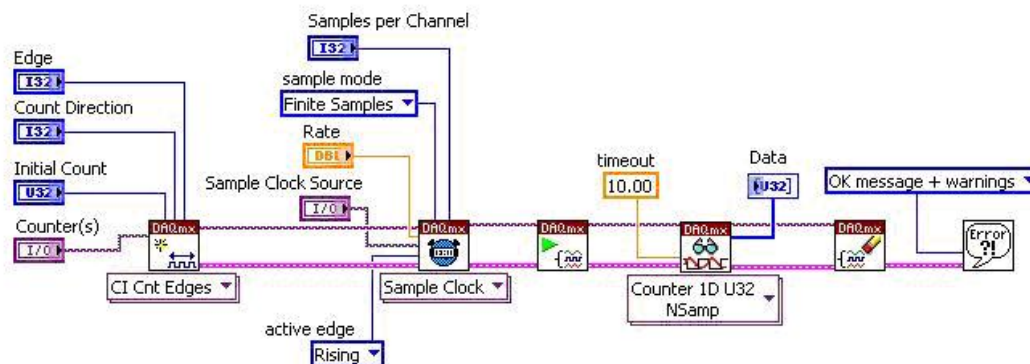 Samples per Channel
I32
Edge
I32
sample mode
Finite Samples
Count Direction
I32
Rate
DBL
timeout
10.00
Data
[U32]
Initial Count
U32
Sample Clock Source
I/O
OK message + warnings
Counter(s)
I/O
DAQmx
DAQmx
DAQmx
DAQmx
DAQmx
Error
?!
CI Cnt Edges
Sample Clock
Counter 1D U32
NSamp
active edge
Rising